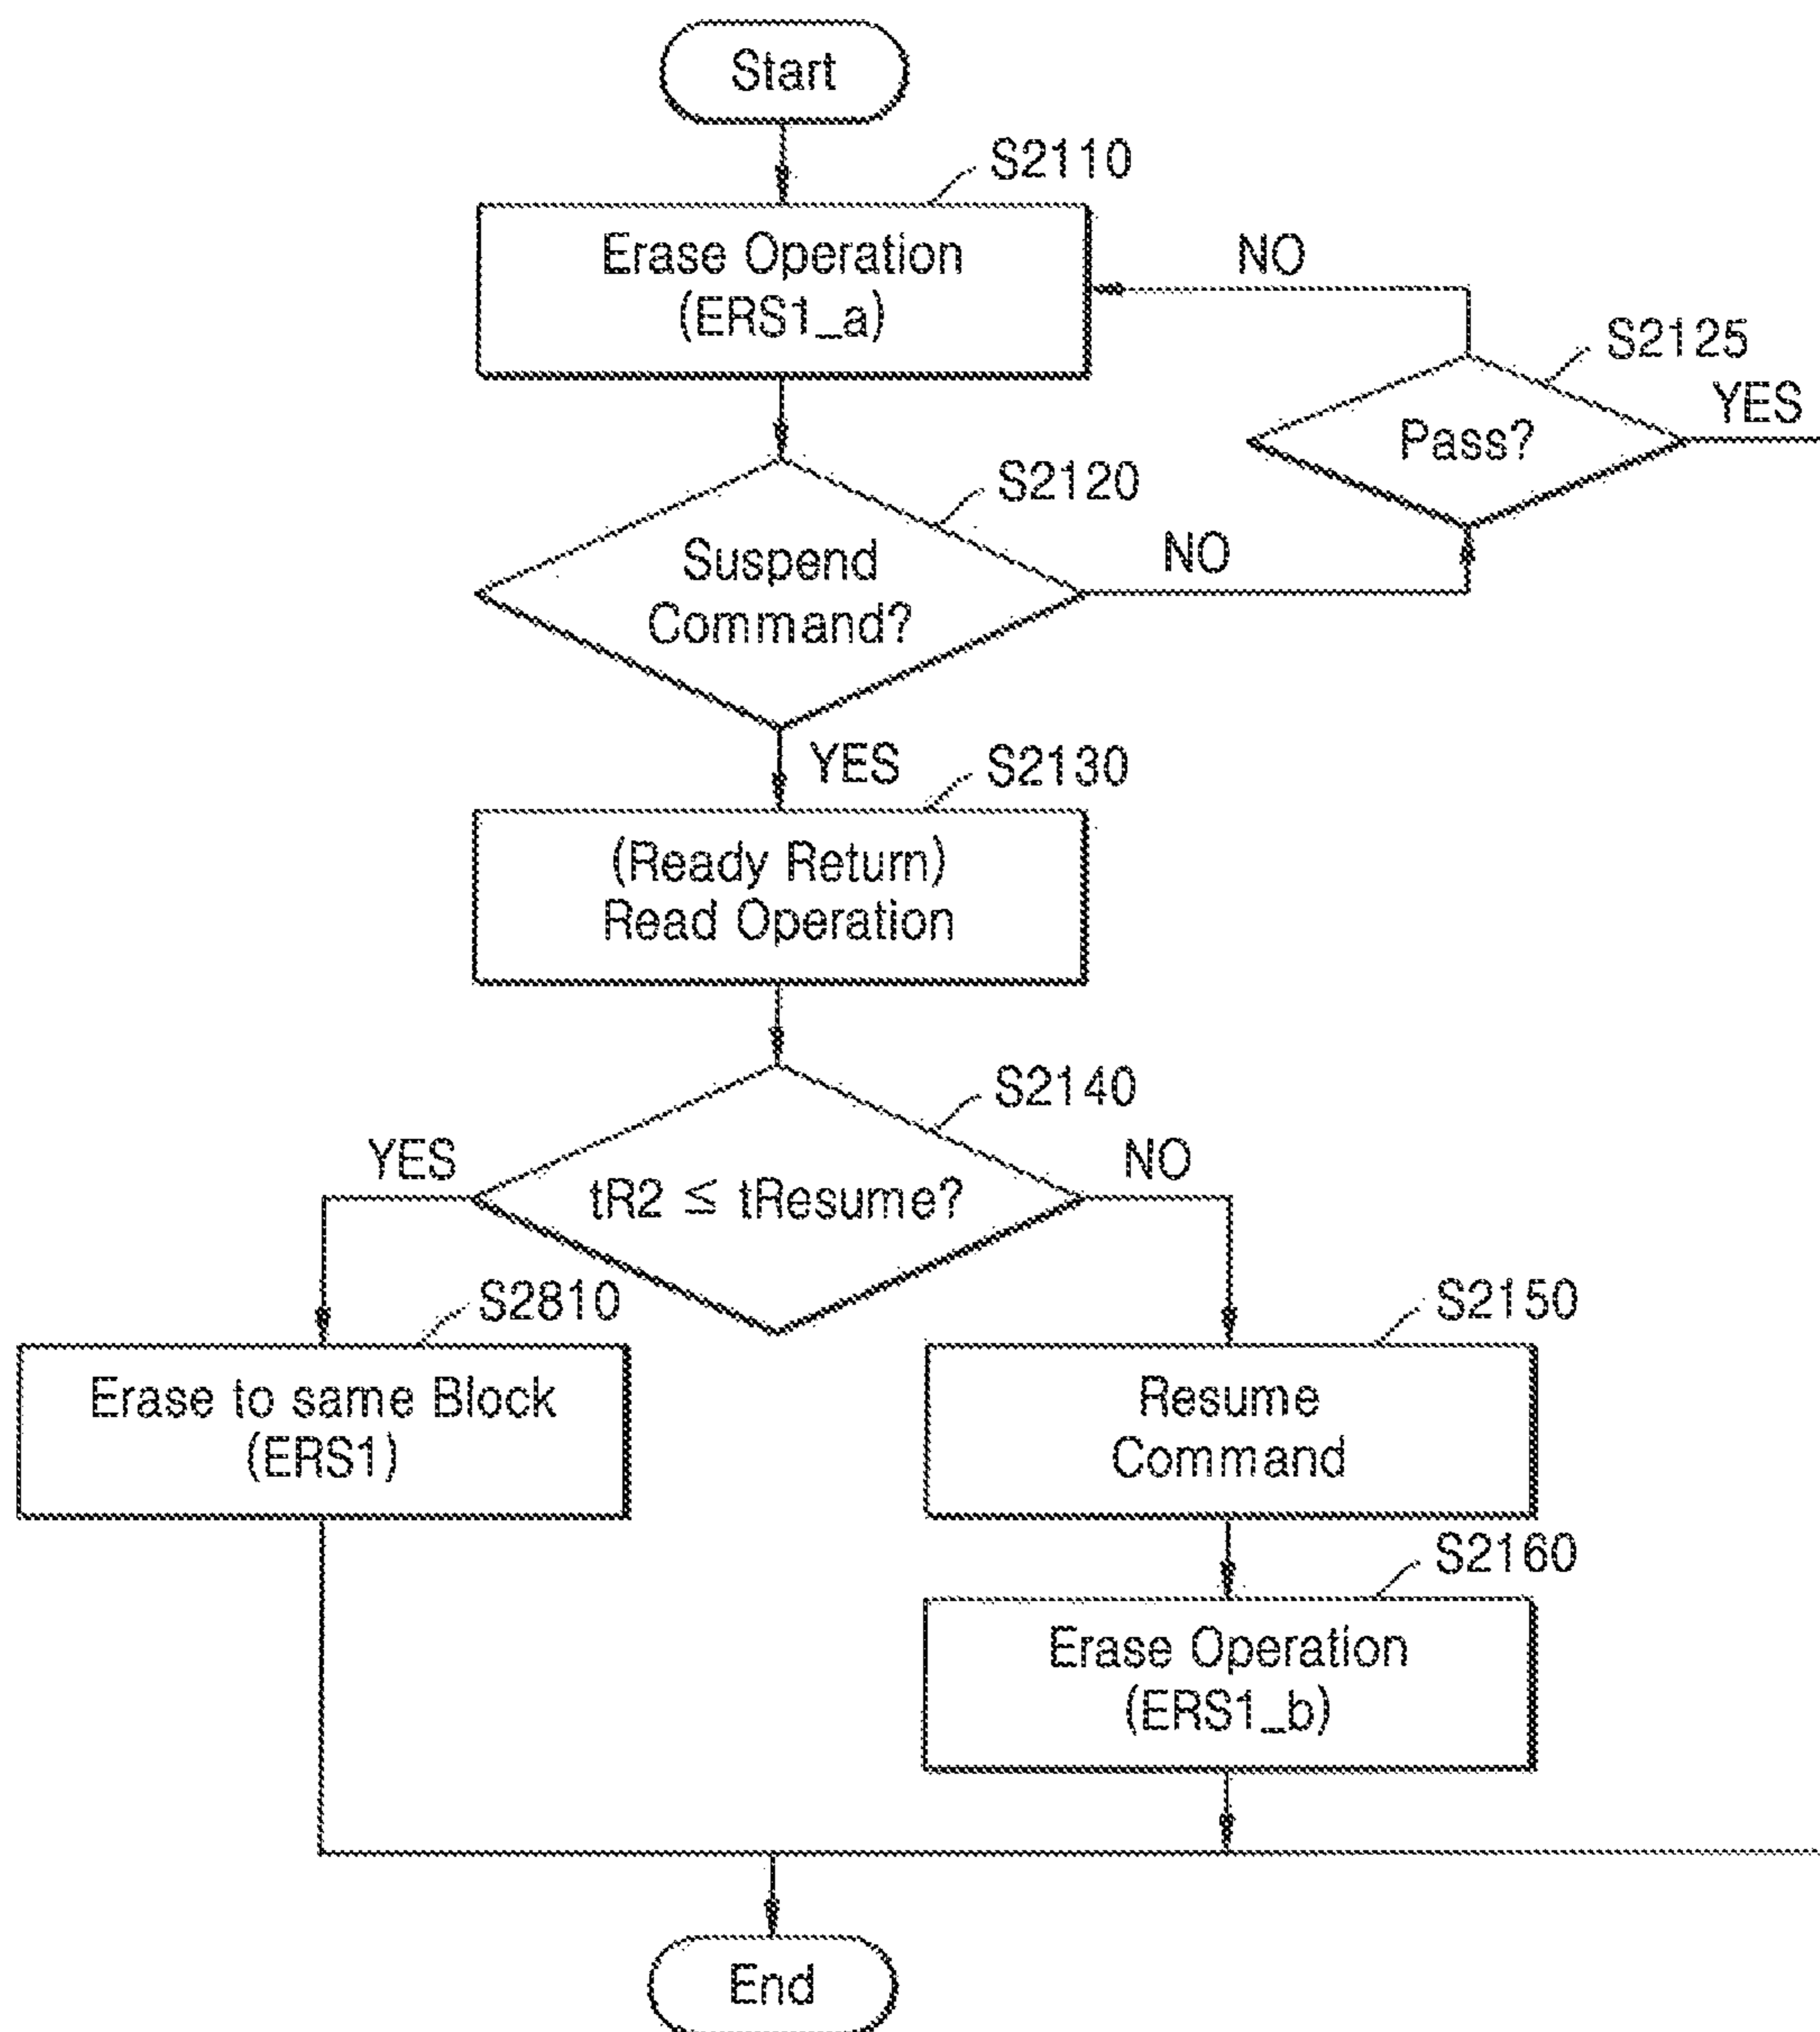 Start
S2110
Erase Operation
(ERS1_a)
NO
S2125
Pass?
YES
S2120
Suspend
Command?
NO
YES
S2130
(Ready Return)
Read Operation
S2140
YES
tR2 ≤ tResume?
NO
S2810
Erase to same Block
(ERS1)
S2150
Resume
Command
S2160
Erase Operation
(ERS1_b)
End